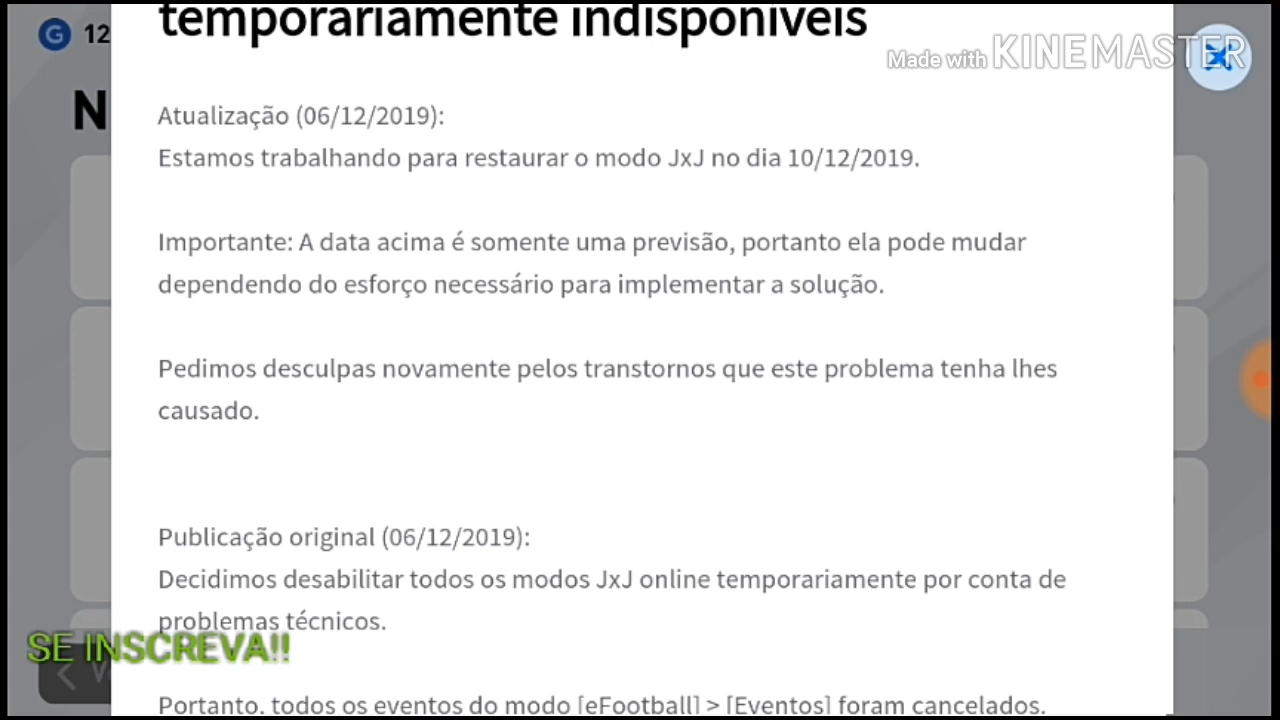 temporariamente indisponíveis
G 12
Made with KINEMASTER
N
Atualização (06/12/2019):
Estamos trabalhando para restaurar o modo JxJ no dia 10/12/2019.
Importante: A data acima é somente uma previsão, portanto ela pode mudar
dependendo do esforço necessário para implementar a solução.
Pedimos desculpas novamente pelos transtornos que este problema tenha lhes
causado.
Publicação original (06/12/2019):
Decidimos desabilitar todos os modos JxJ online temporariamente por conta de
problemas técnicos.
SE INSCREVA!!
Portanto, todos os eventos do modo [eFootball] > [Eventos] foram cancelados.